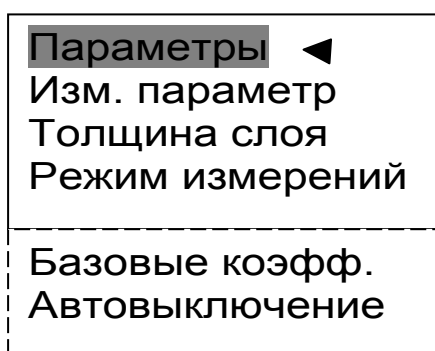 Параметры
Изм. параметр
Толщина слоя
Режим измерений
Базовые коэфф.
Автовыключение